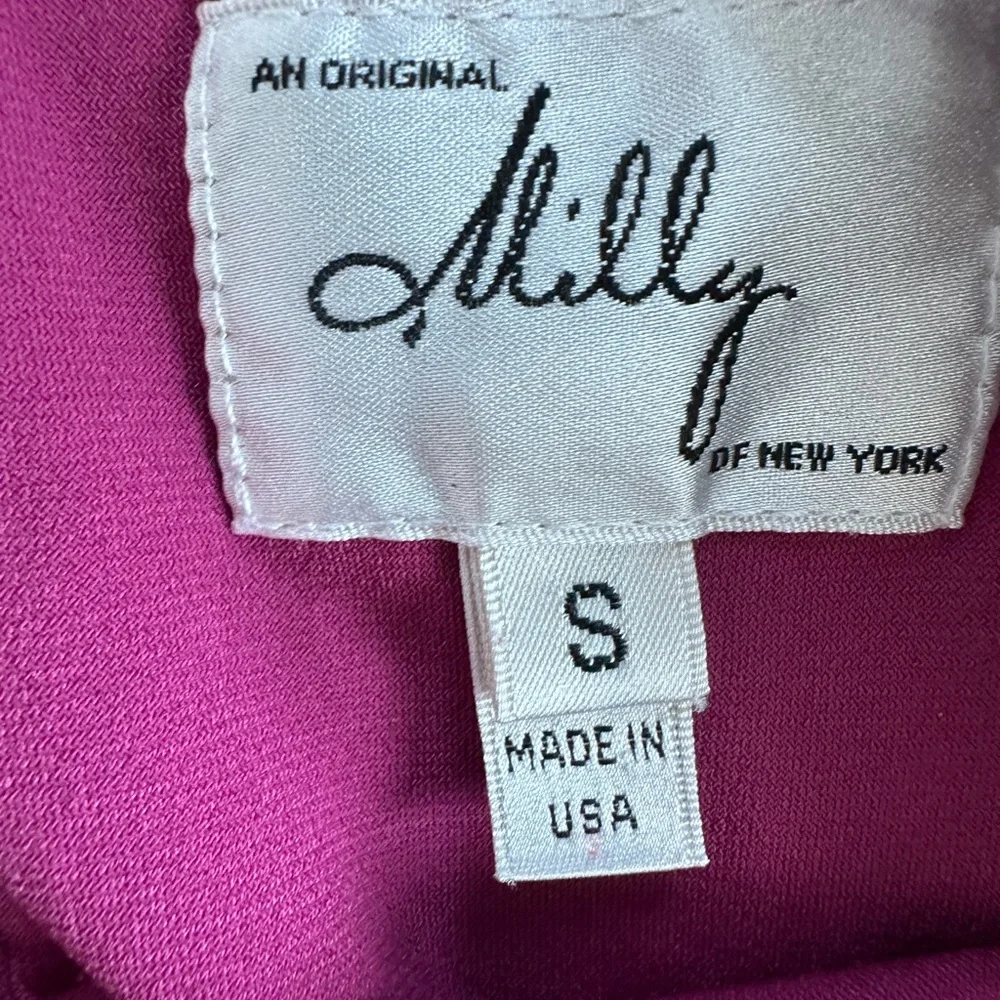 AN ORIGINAL
Milly
OF NEW YORK
S
MADE IN
USA